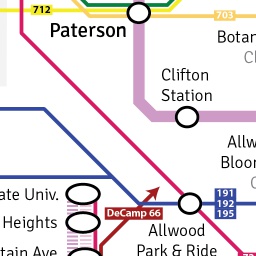 712
Paterson
703
Botan
C
Clifton
Station
Allw
Bloom
C
ate Univ.
191
192
195
DeCamp 66
Heights
Allwood
Park & Ride
tain Ave